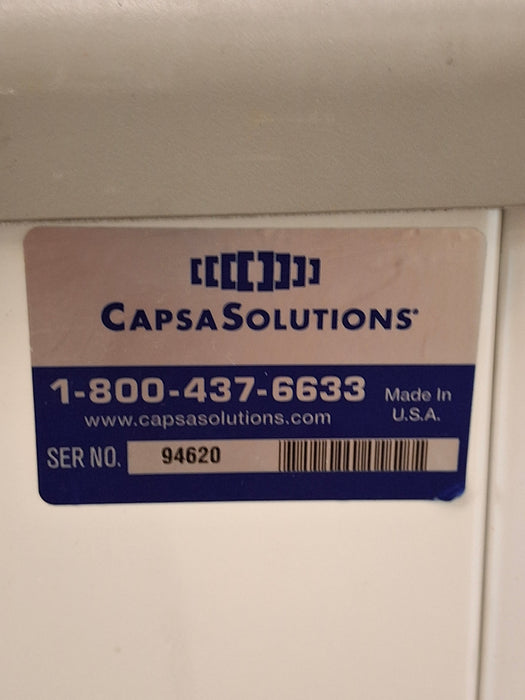 CAPSASOLUTIONS
1-800-437-6633
Made In
U.S.A.
www.capsasolutions.com
SER NO. 94620